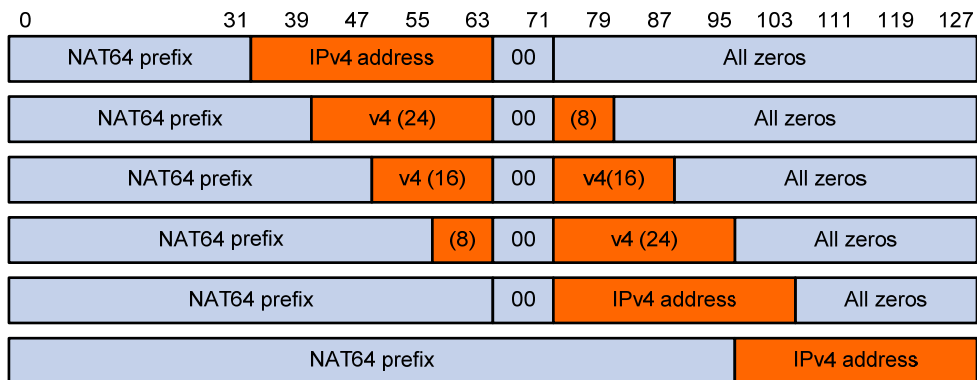 0 31 39 47 55 63 71 79 87 95 103 111 119 127
NAT64 prefix IPv4 address 00 All zeros
NAT64 prefix v4 (24) 00 (8) All zeros
NAT64 prefix v4 (16) 00 v4(16) All zeros
NAT64 prefix (8) 00 v4 (24) All zeros
NAT64 prefix 00 IPv4 address All zeros
NAT64 prefix IPv4 address